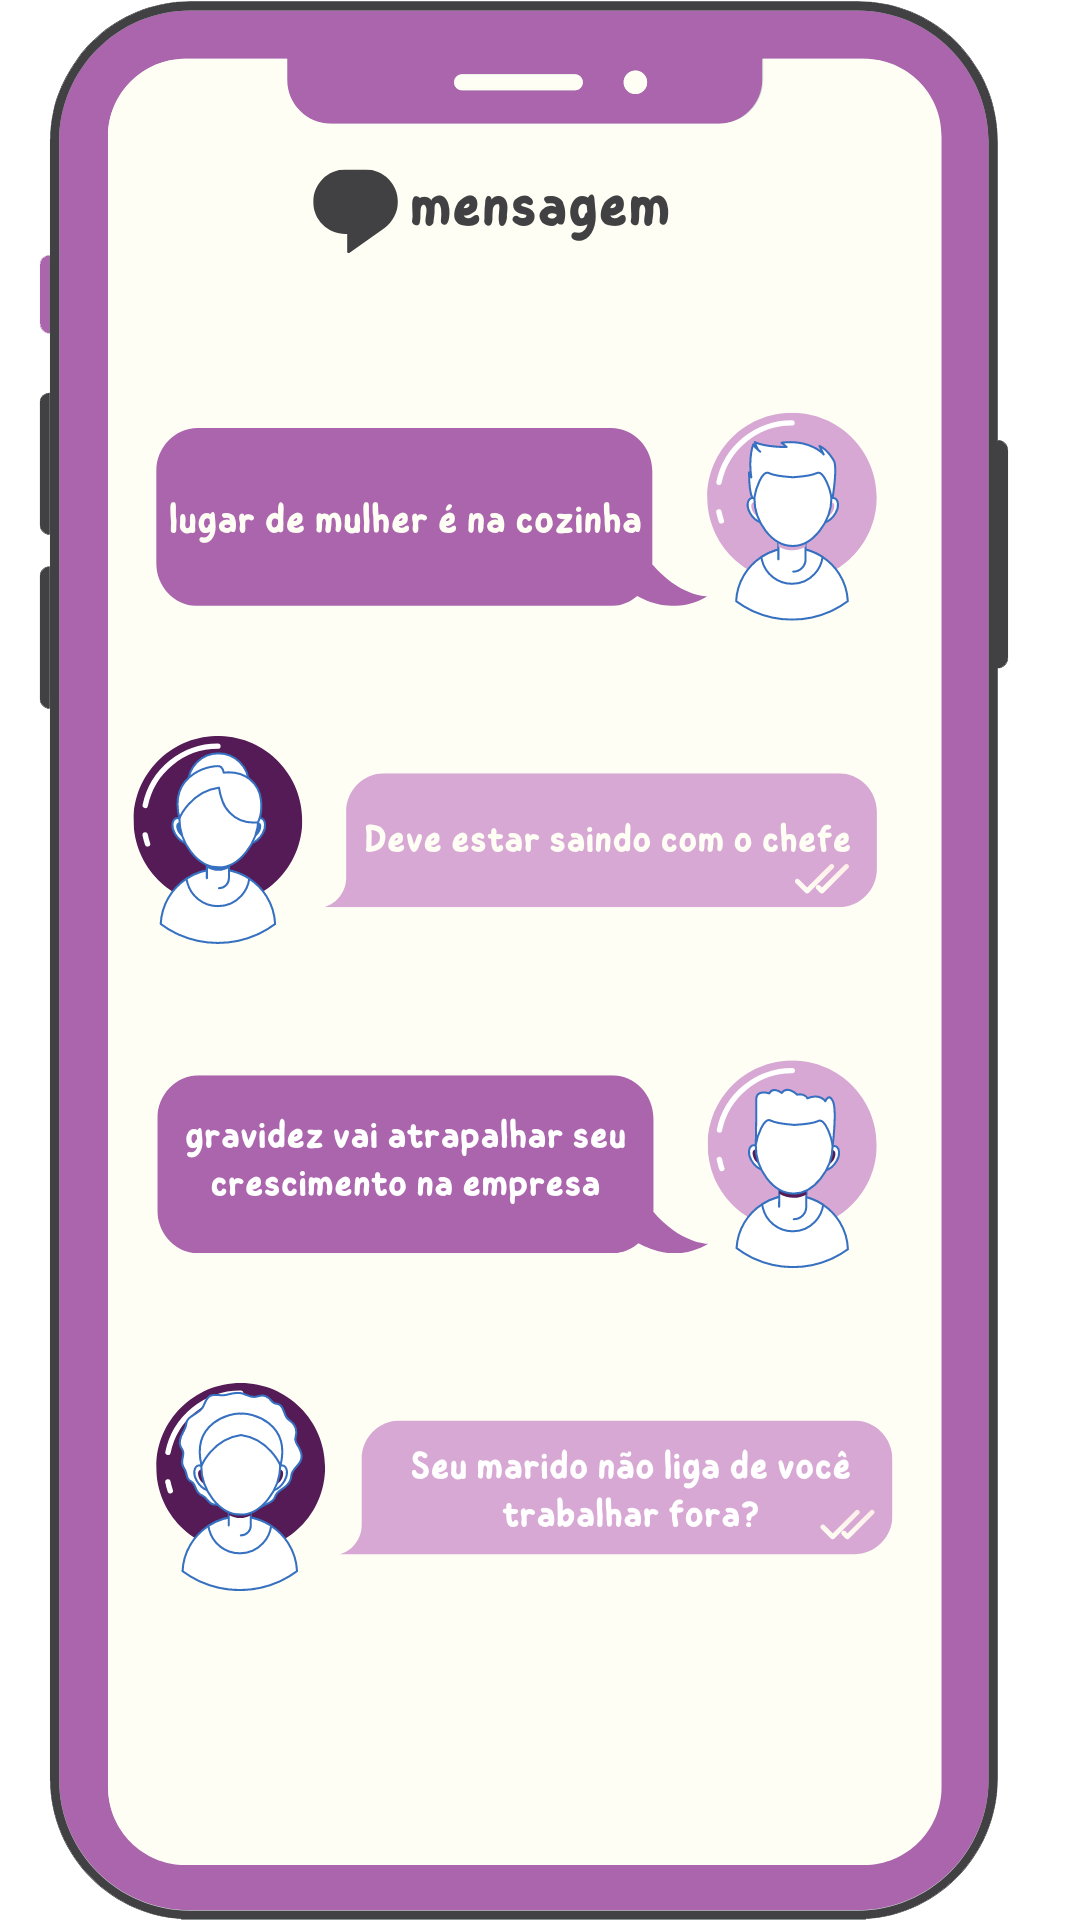 mensagem
lugar de mulher é na cozinha
Deve estar saindo com o chefe
gravidez vai atrapalhar seu
crescimento na empresa
Seu marido não liga de você
trabalhar fora?